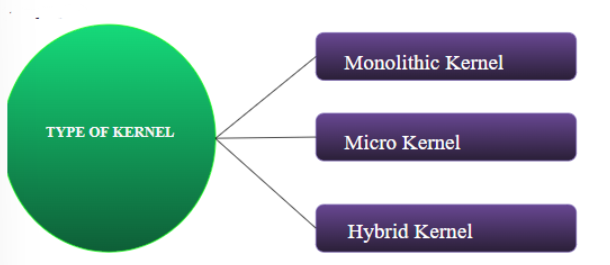 TYPE OF KERNEL
Monolithic Kernel
Micro Kernel
Hybrid Kernel